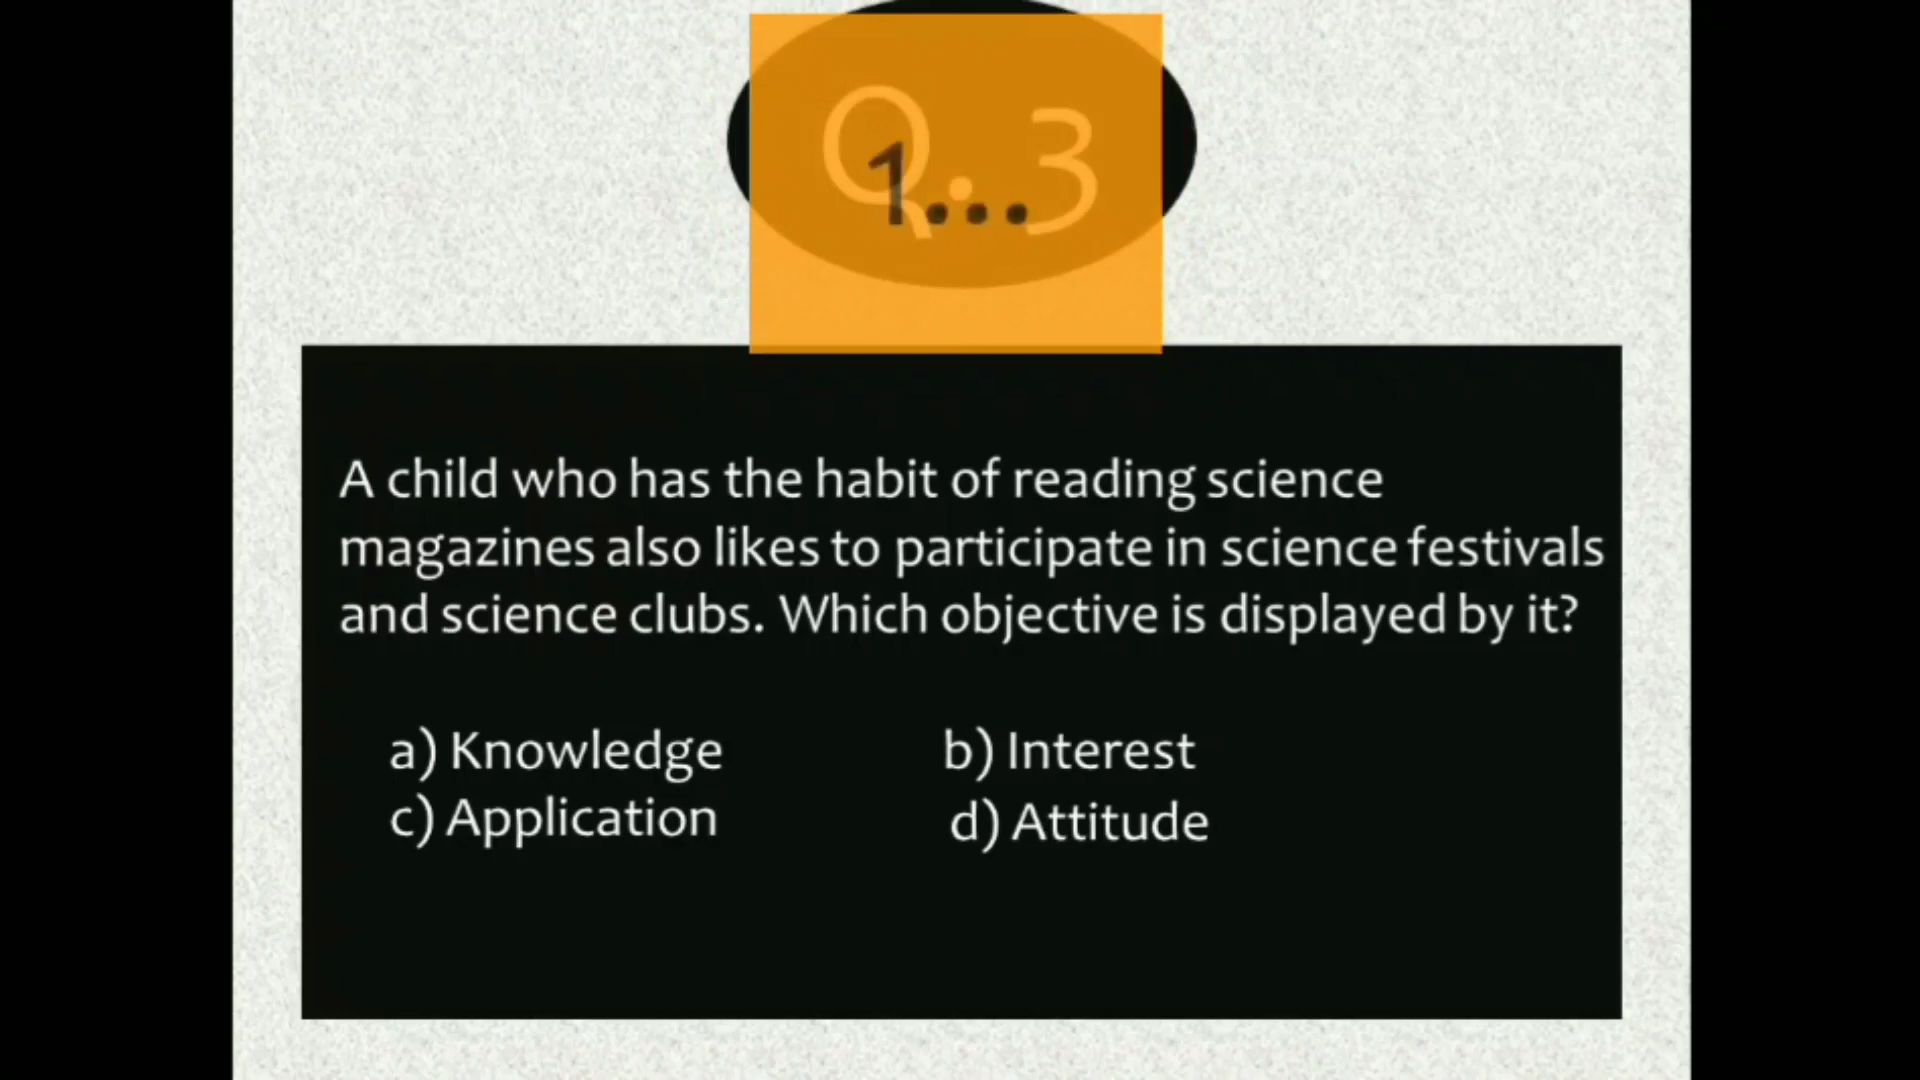 Q. 3
1...
A child who has the habit of reading science
magazines also likes to participate in science festivals
and science clubs. Which objective is displayed by it?
a) Knowledge
b) Interest
c) Application
d) Attitude